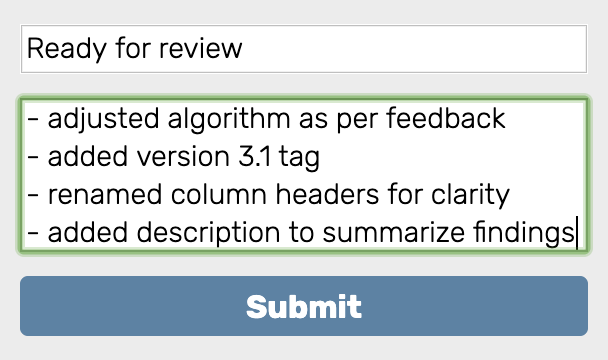 Ready for review
- adjusted algorithm as per feedback
- added version 3.1 tag
- renamed column headers for clarity
- added description to summarize findings
Submit